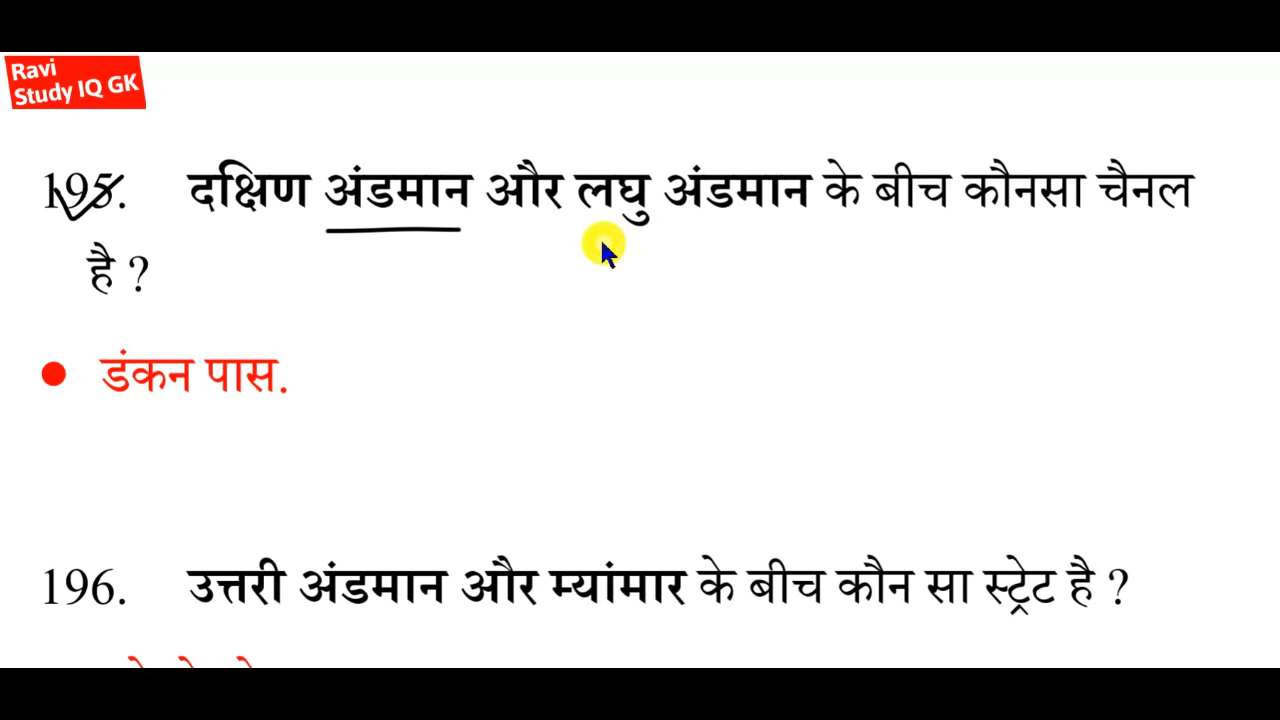 Ravi
Study IQ GK
195. दक्षिण अंडमान और लघु अंडमान के बीच कौनसा चैनल
है ?
• डंकन पास.
196. उत्तरी अंडमान और म्यांमार के बीच कौन सा स्ट्रेट है ?